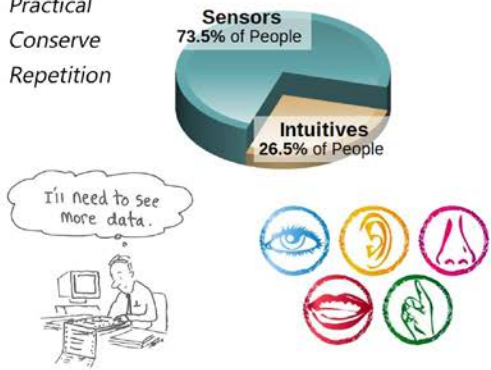 Practical
Conserve
Repetition
Sensors
73.5% of People
Intuitives
26.5% of People
I'll need to see
more data.